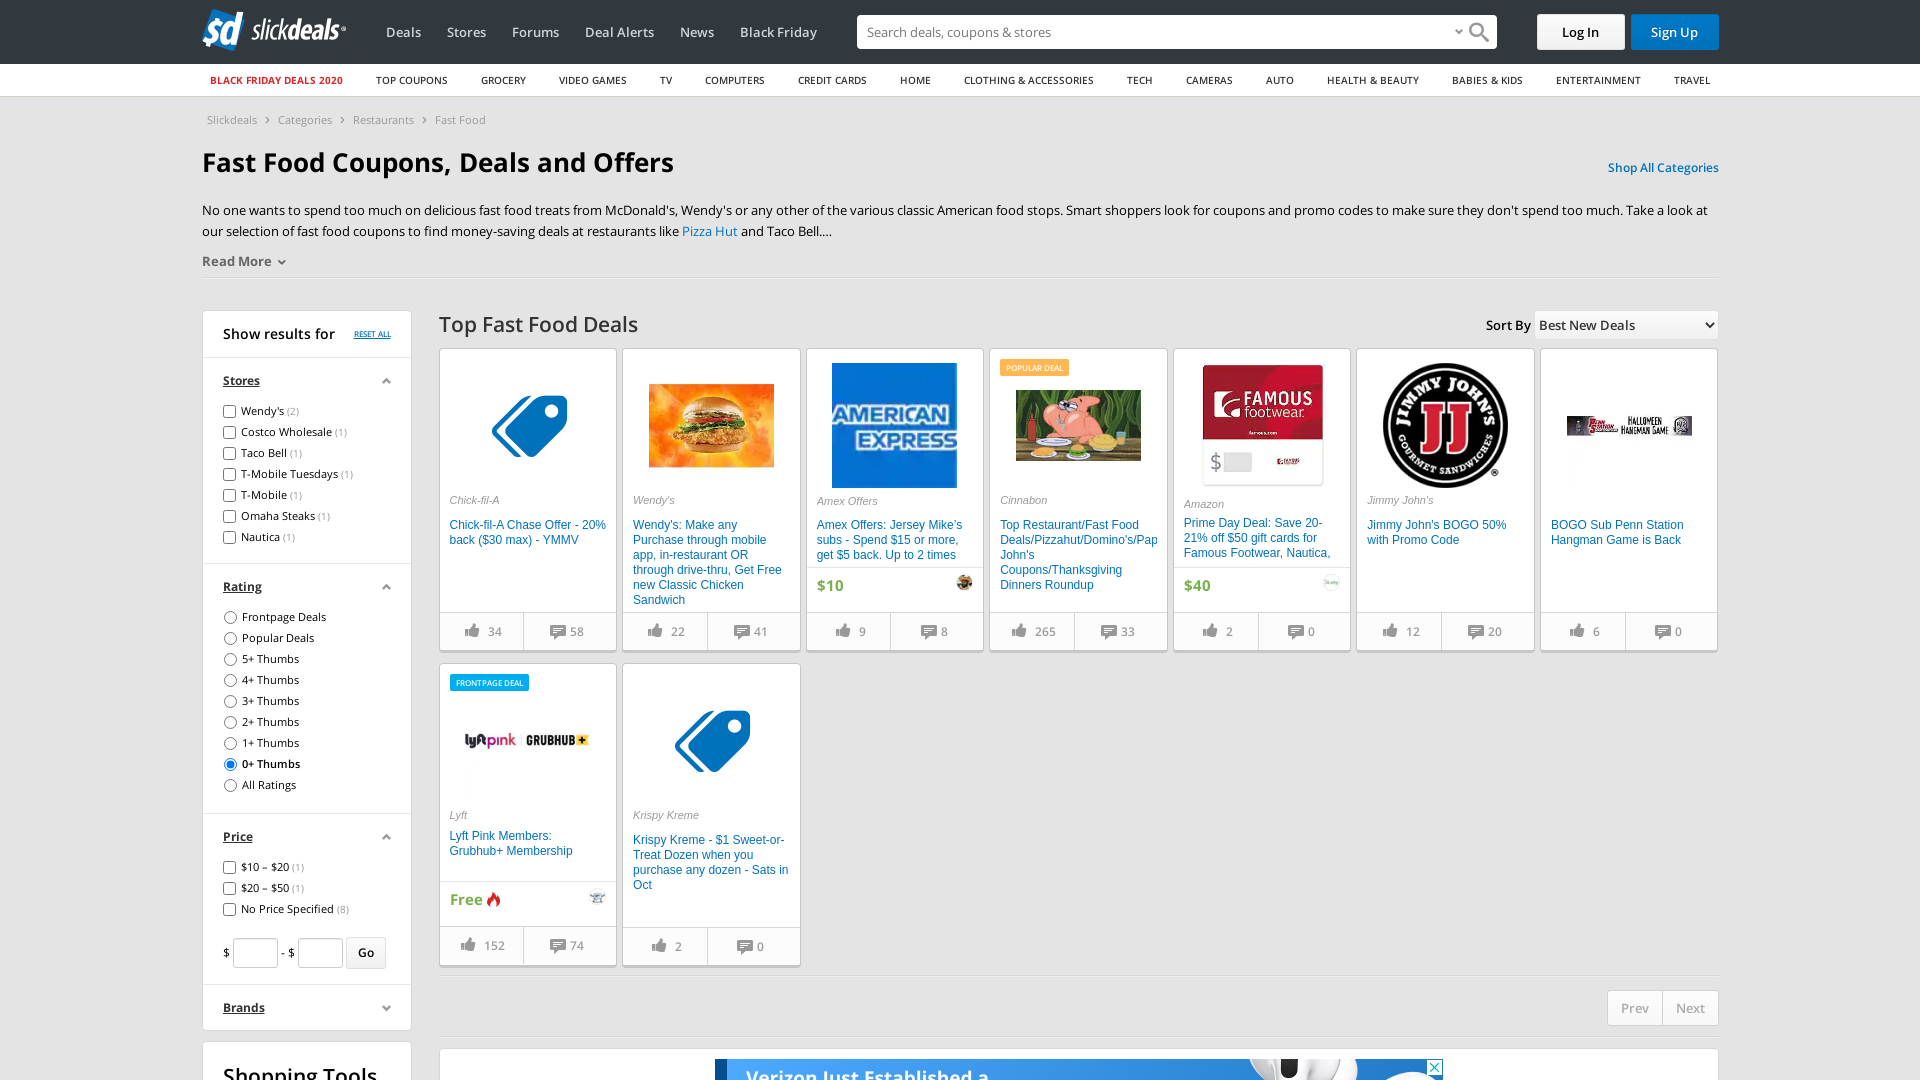 sd slickdeals
Deals
Stores
Forums
Deal Alerts
News
Black Friday
Search deals, coupons & shops
Log In
Sign Up
BLACK FRIDAY DEALS 2020
TOP COUPONS
GROCERY
VIDEO GAMES
TV
COMPUTERS
CREDIT CARDS
HOME
CLOTHING & ACCESSORIES
TECH
CAMERAS
AUTO
HEALTH & BEAUTY
BABIES & KIDS
ENTERTAINMENT
TRAVEL
Slickdeals
Categories
Restaurants
Fast Food
Fast Food Coupons, Deals and Offers
Shop All Categories
No one wants to spend too much on delicious fast food treats from McDonald's, Wendy's or any other of the various classic American food stops. Smart shoppers look for coupons and promo codes to make sure they don't spend too much. Take a look at
our selection of fast food coupons to find money-saving deals at restaurants like Pizza Hut and Taco Bell....
Read More
Show results for
RESET ALL
Stores
Wendy's (2)
Costco Wholesale (1)
Taco Bell (1)
T-Mobile Tuesdays (1)
T-Mobile (1)
Omaha Steaks (1)
Nautica (1)
Rating
Frontpage Deals
Popular Deals
5+ Thumbs
4+ Thumbs
3+ Thumbs
2+ Thumbs
1+ Thumbs
0+ Thumbs
All Ratings
Price
$10 – $20 (1)
$20 – $50 (1)
No Price Specified (8)
$ - $ Go
Brands
Shopping Tools
Top Fast Food Deals
Sort By Best New Deals
Chick-fil-A
Chick-fil-A Chase Offer - 20%
back ($30 max) - YMMV
34
58
Wendy's
Wendy's: Make any
Purchase through mobile
app, in-restaurant OR
through drive-thru, Get Free
new Classic Chicken
Sandwich
22
41
AMERICAN
EXPRESS
Amex Offers
Amex Offers: Jersey Mike's
subs - Spend $15 or more,
get $5 back. Up to 2 times
$10
9
8
POPULAR DEAL
Cinnabon
Top Restaurant/Fast Food
Deals/Pizzahut/Domino's/Pap
John's
Coupons/Thanksgiving
Dinners Roundup
265
33
FAMOUS
footwear.
famous.com
$
Amazon
Prime Day Deal: Save 20-
21% off $50 gift cards for
Famous Footwear, Nautica,
$40
2
0
JIMMY JOHN'S
JJ
GOURMET SANDWICHES
Jimmy John's
Jimmy John's BOGO 50%
with Promo Code
12
20
PENN STATION
HALLOWEEN
HANGMAN GAME
BOGO Sub Penn Station
Hangman Game is Back
6
0
FRONTPAGE DEAL
lyft pink
GRUBHUB+
Lyft
Lyft Pink Members:
Grubhub+ Membership
Free
152
74
Krispy Kreme
Krispy Kreme - $1 Sweet-or-
Treat Dozen when you
purchase any dozen - Sats in
Oct
2
0
Prev
Next
Verizon Just Established a